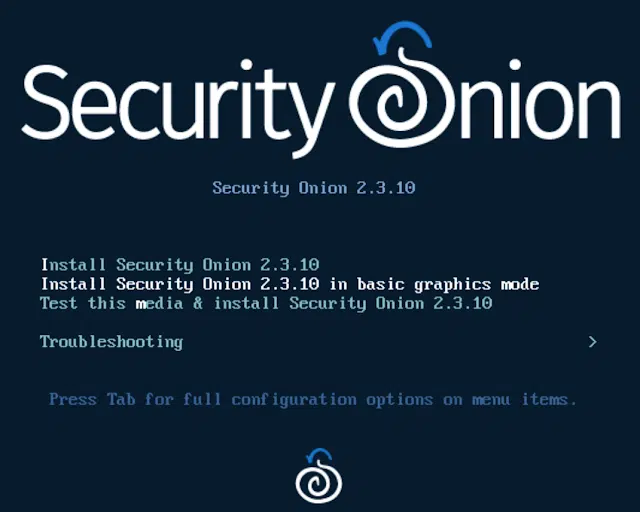 Security Onion
Security Onion 2.3.10
Install Security Onion 2.3.10
Install Security Onion 2.3.10 in basic graphics mode
Test this media & install Security Onion 2.3.10
Troubleshooting >
Press Tab for full configuration options on menu items.